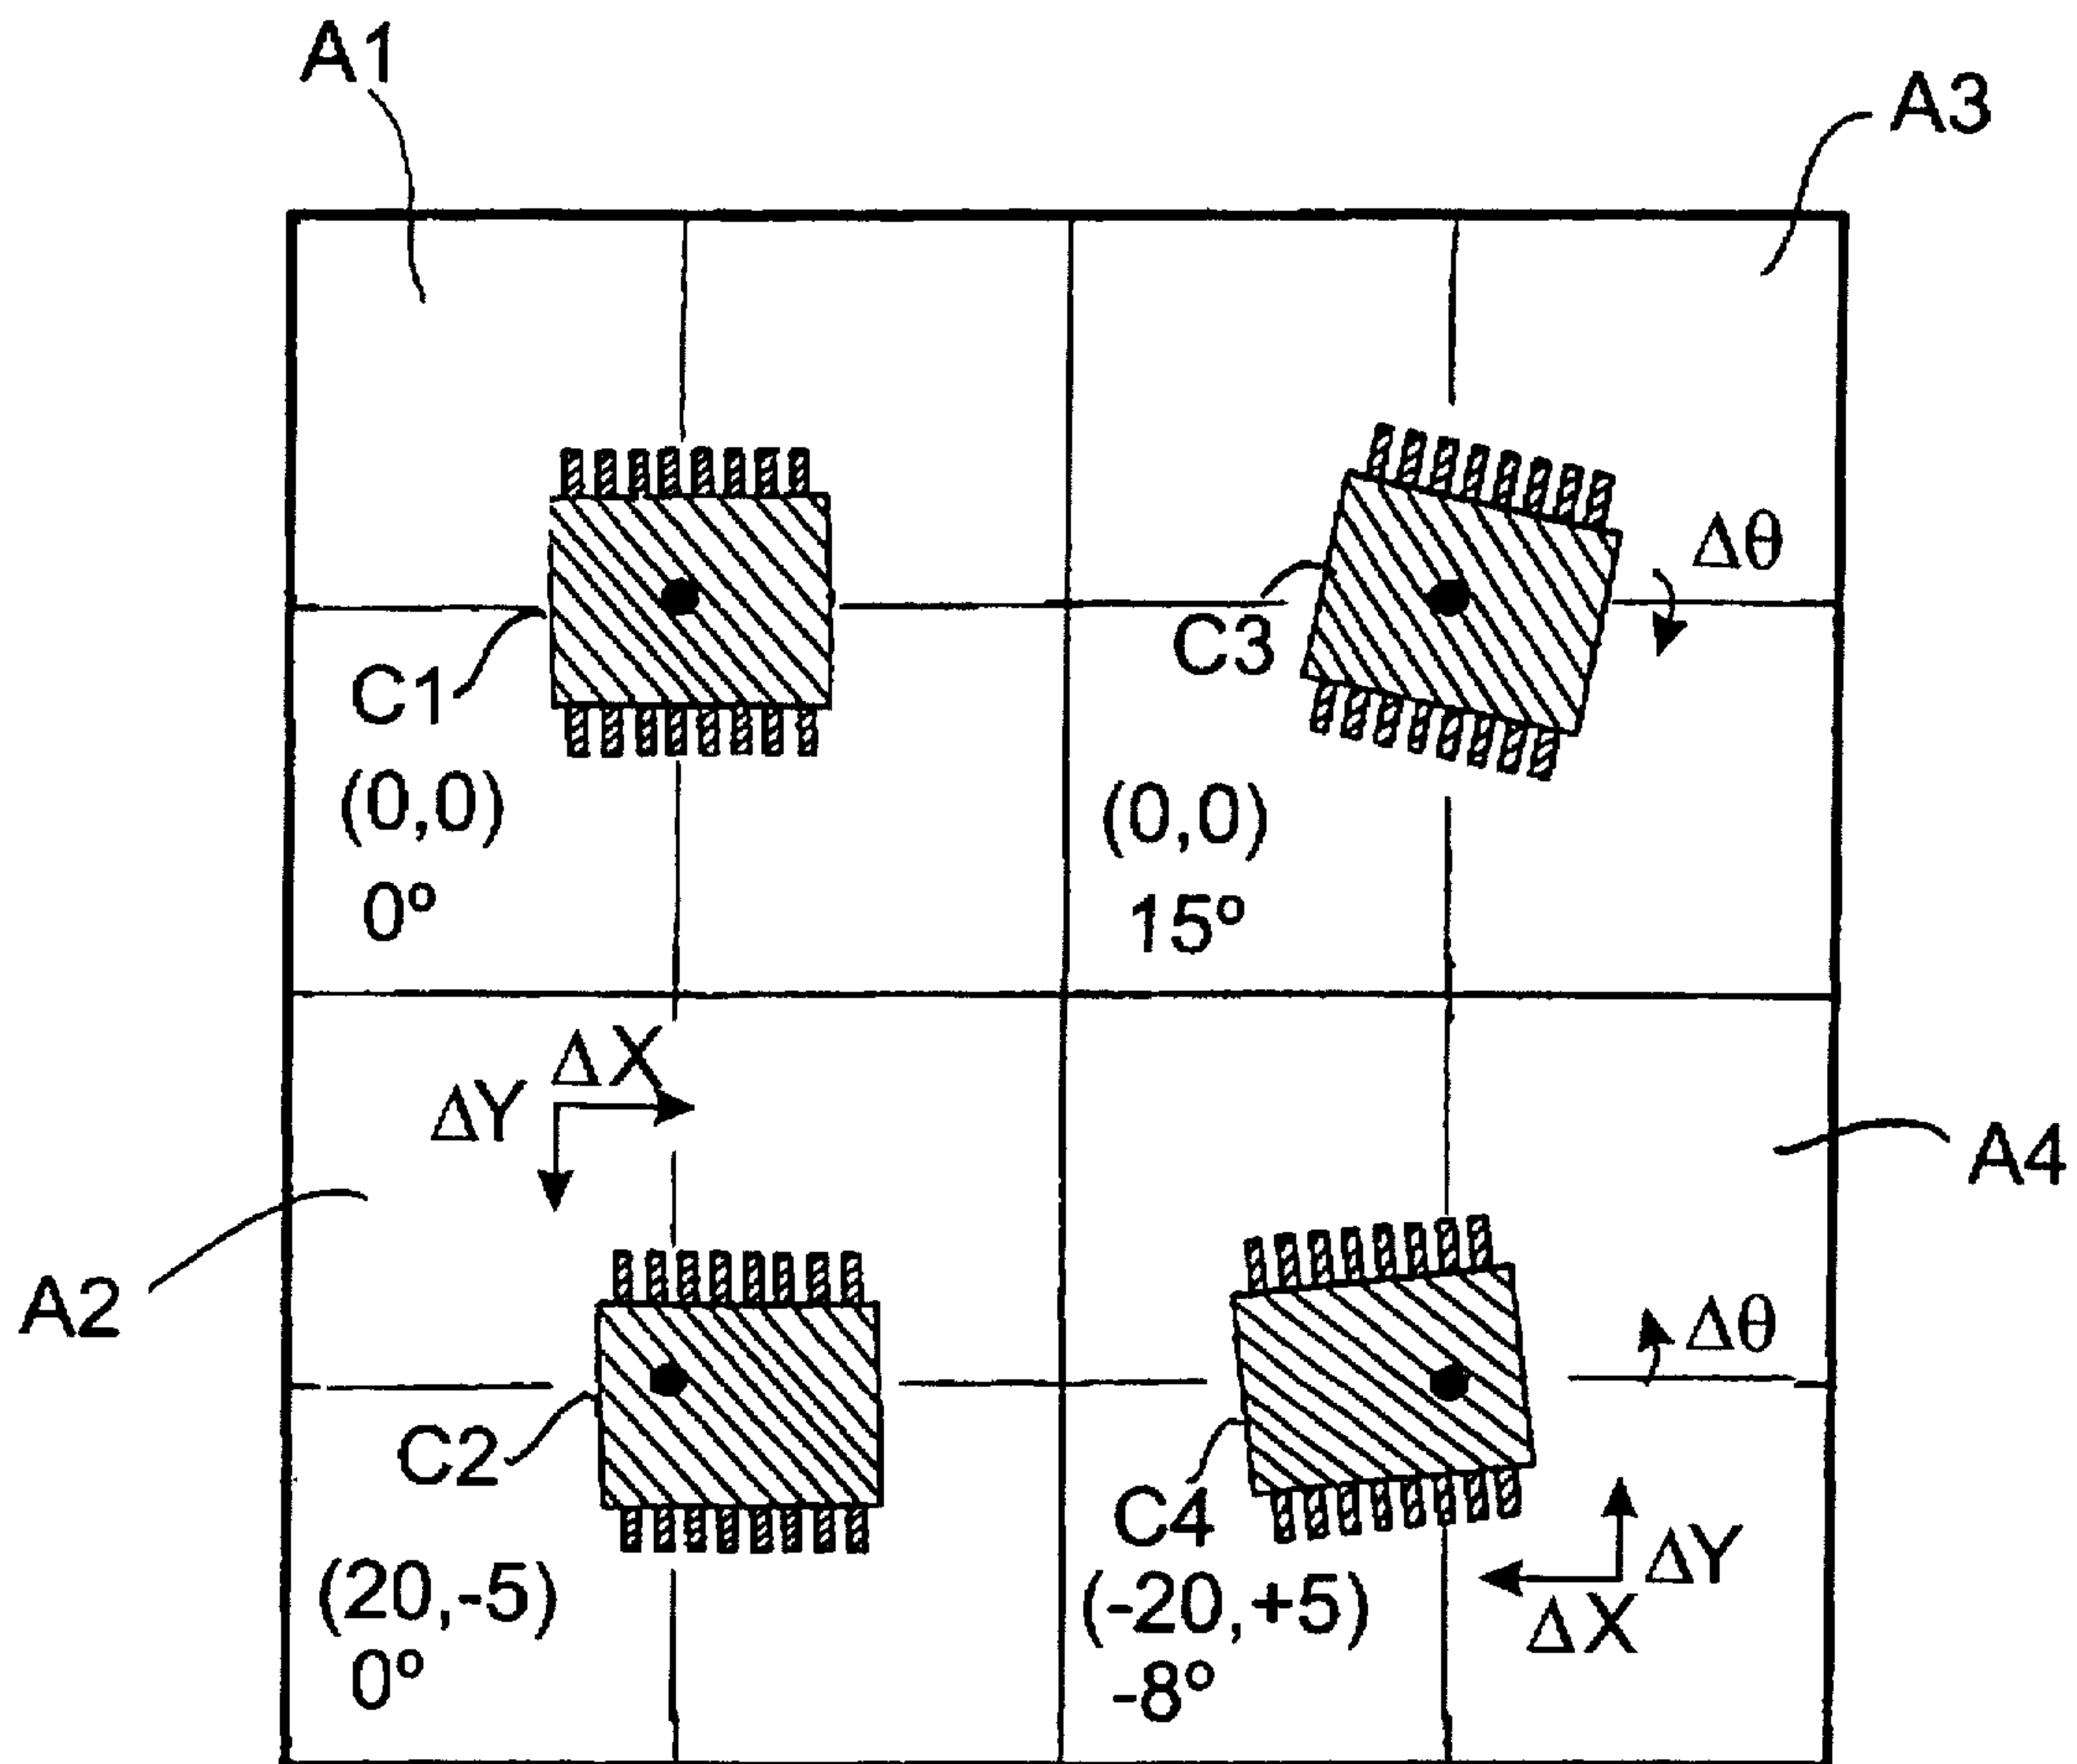 A1
A3
C1
(0,0)
0°
C3
(0,0)
15°
Δθ
A2
ΔY
ΔX
C2
(20,-5)
0°
A4
Δθ
C4
(-20,+5)
-8°
ΔY
ΔX